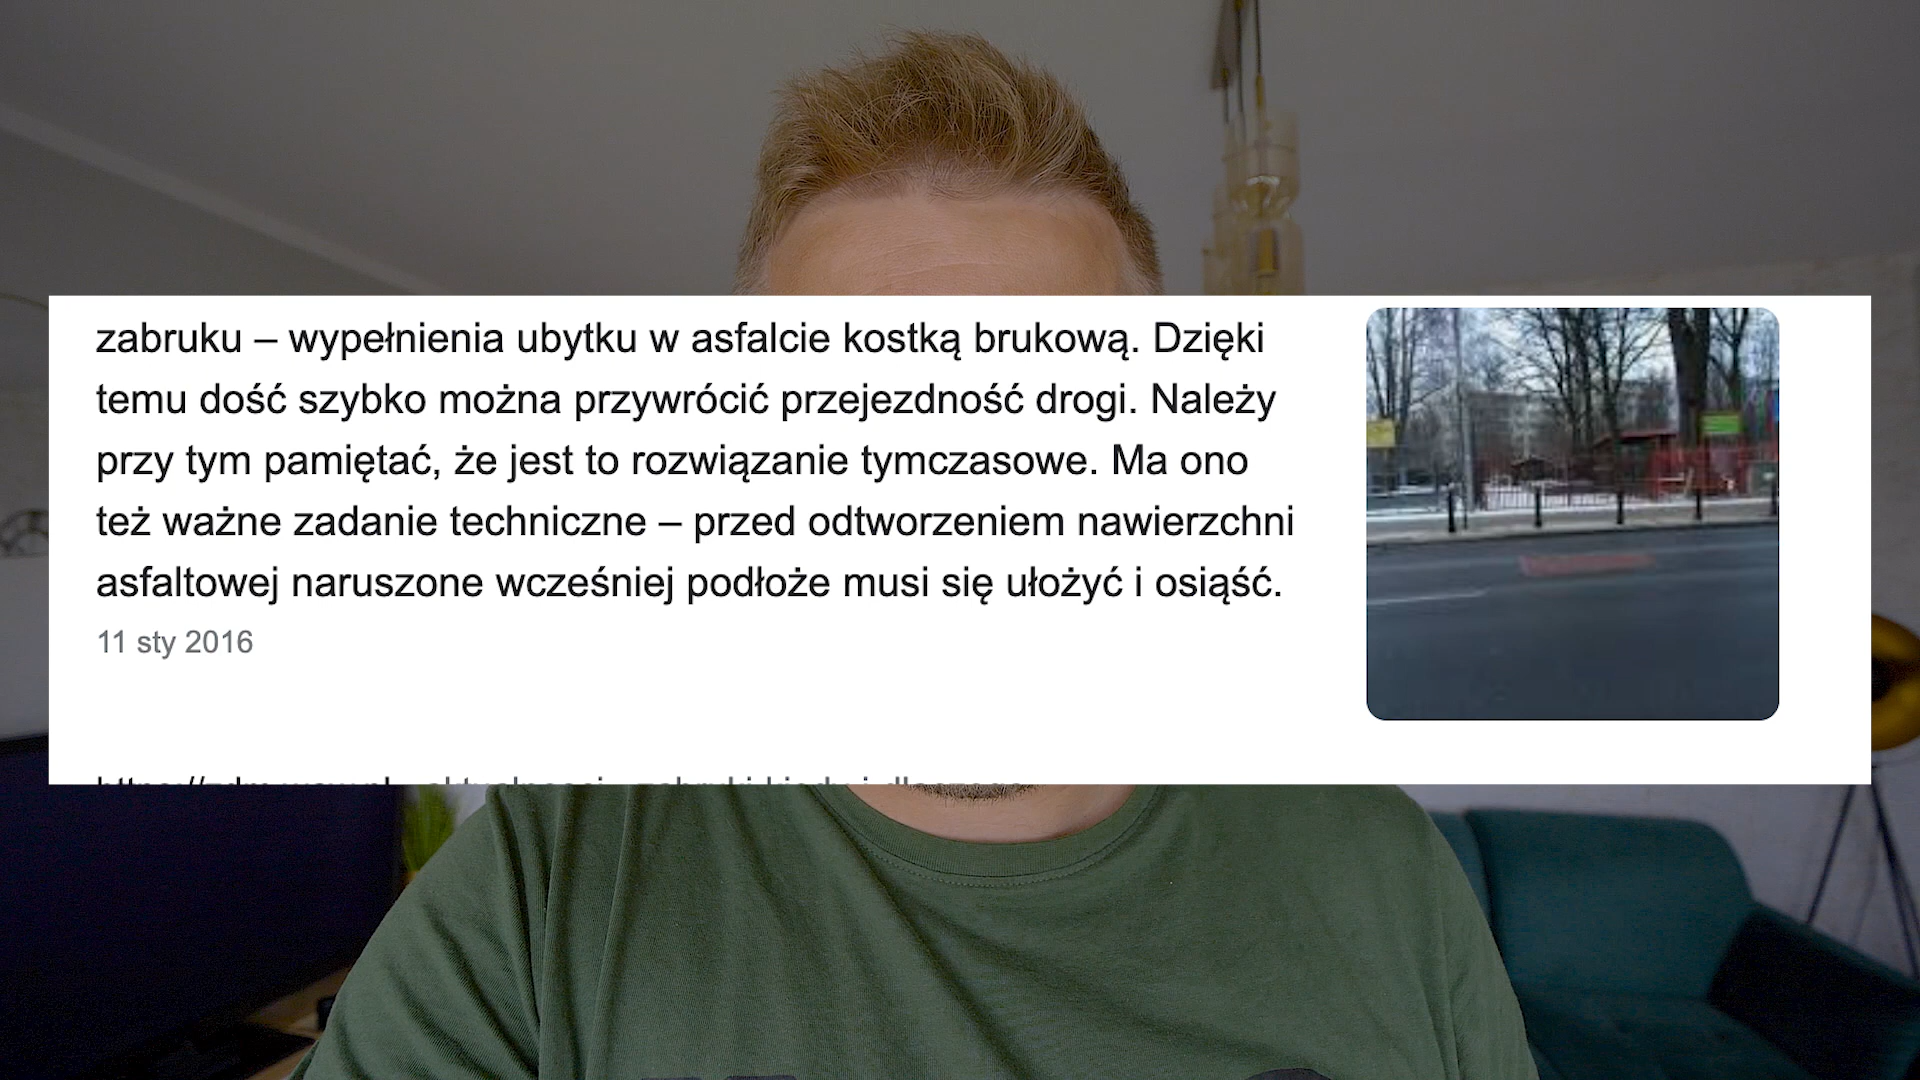 zabruku – wypełnienia ubytku w asfalcie kostką brukową. Dzięki
temu dość szybko można przywrócić przejezdność drogi. Należy
przy tym pamiętać, że jest to rozwiązanie tymczasowe. Ma ono
też ważne zadanie techniczne – przed odtworzeniem nawierzchni
asfaltowej naruszone wcześniej podłoże musi się ułożyć i osiąść.
11 sty 2016